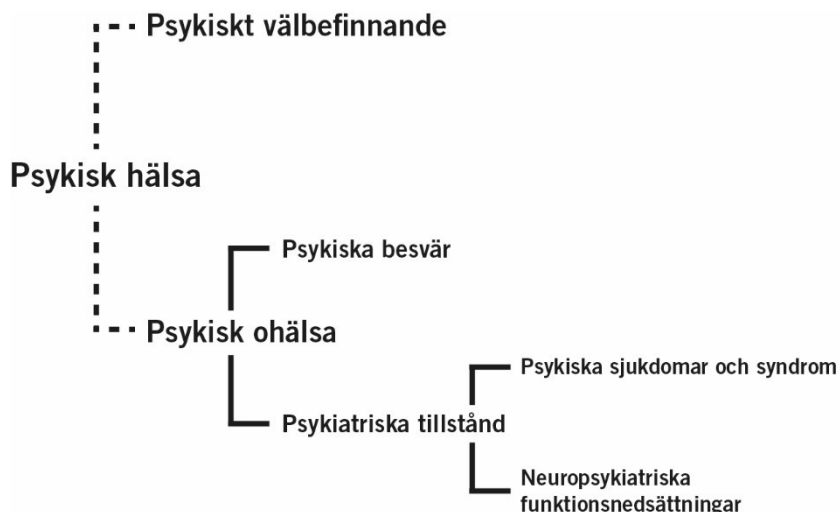 Psykiskt välbefinnande
Psykisk hälsa
Psykiska besvär
Psykisk ohälsa
Psykiska sjukdomar och syndrom
Psykiatriska tillstånd
Neuropsykiatriska
funktionsnedsättningar